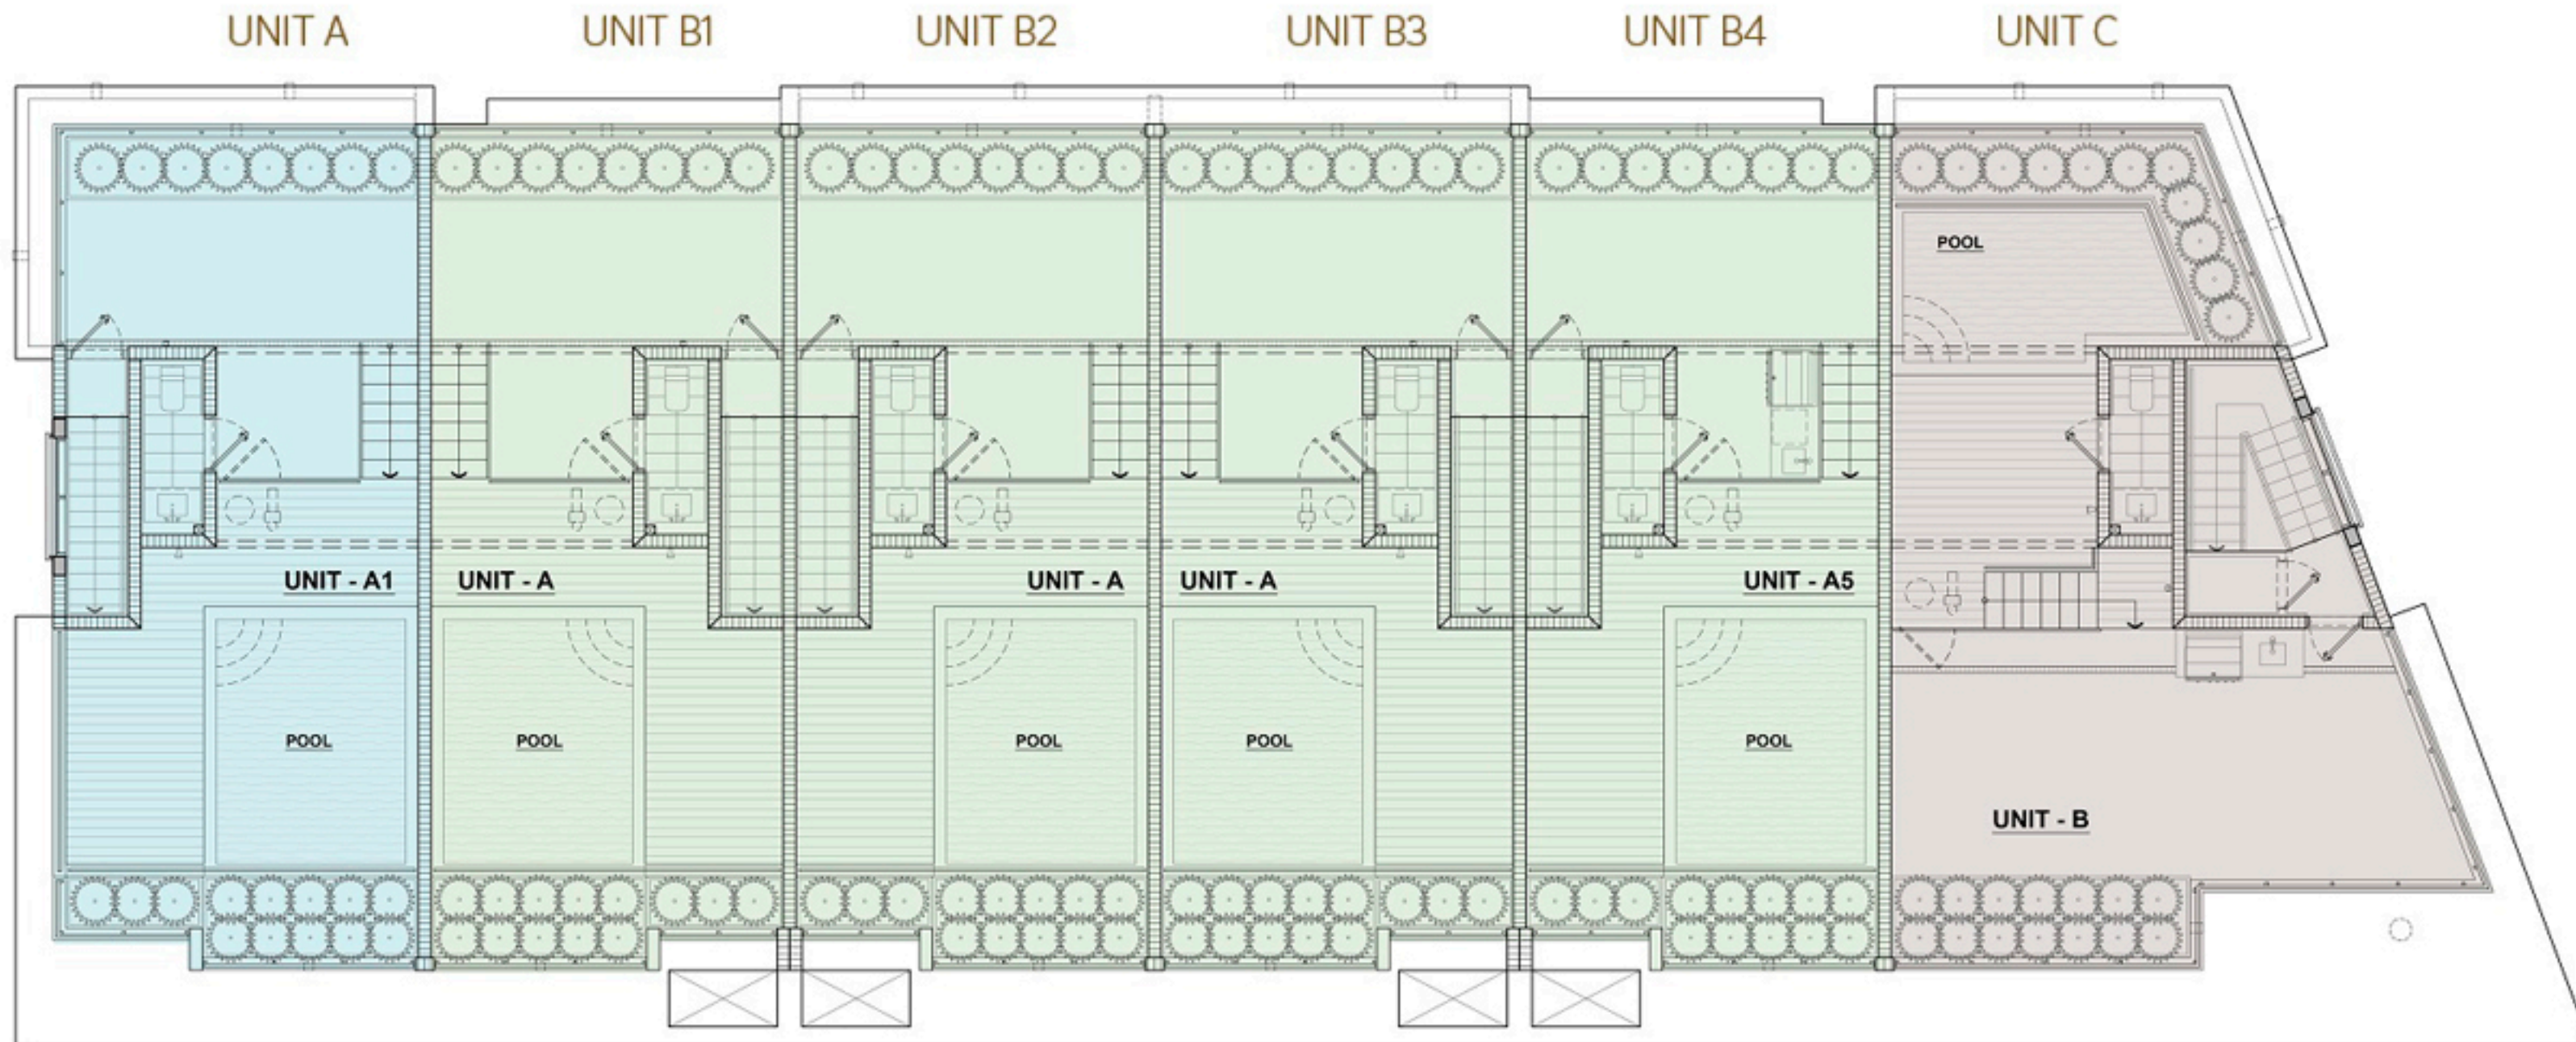 UNIT A
UNIT B1
UNIT B2
UNIT B3
UNIT B4
UNIT C
POOL
UNIT - A1
UNIT - A
UNIT - A
UNIT - A
UNIT - A5
POOL
POOL
POOL
POOL
POOL
UNIT - B